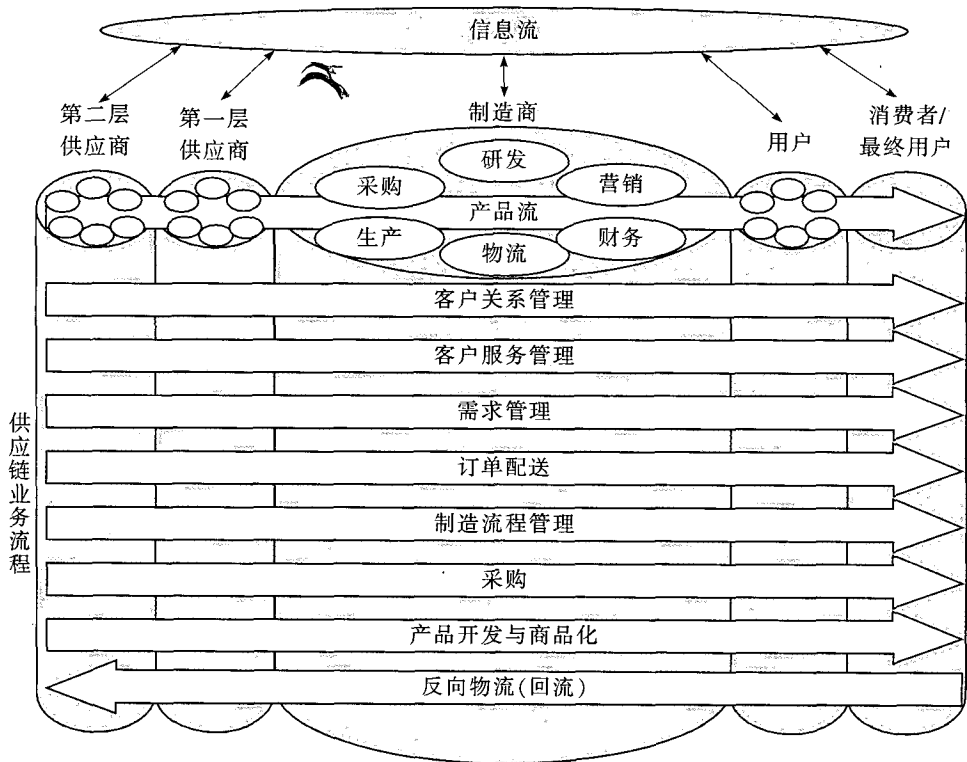 信息流
第二层
供应商
第一层
供应商
制造商
用户
消费者/
最终用户
研发
采购
营销
产品流
生产
物流
财务
客户关系管理
客户服务管理
需求管理
订单配送
制造流程管理
采购
产品开发与商品化
反向物流(回流)
供应链业务流程